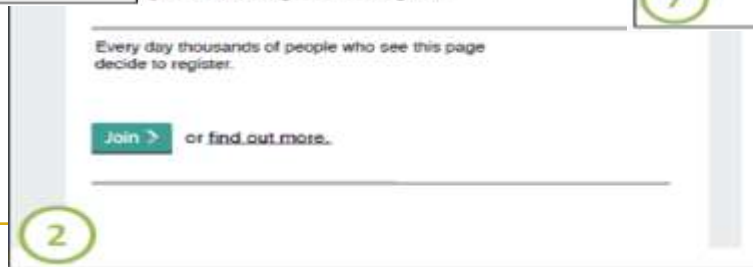 Every day thousands of people who see this page
decide to register.
Join > or find out more.
2